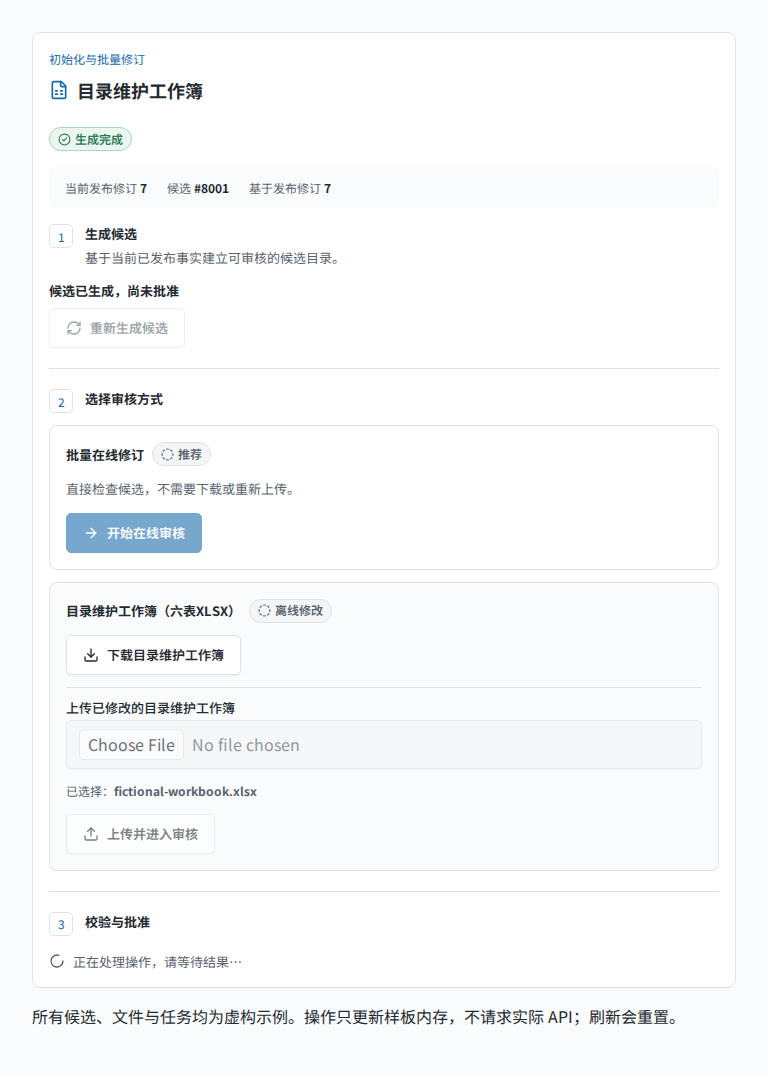 初始化与批量修订
目录维护工作簿
生成完成
当前发布修订 7 候选 #8001 基于发布修订 7
1 生成候选
基于当前已发布事实建立可审核的候选目录。
候选已生成，尚未批准
重新生成候选
2 选择审核方式
批量在线修订 推荐
直接检查候选，不需要下载或重新上传。
开始在线审核
目录维护工作簿（六表XLSX） 离线修改
下载目录维护工作簿
上传已修改的目录维护工作簿
Choose File No file chosen
已选择：fictional-workbook.xlsx
上传并进入审核
3 校验与批准
正在处理操作，请等待结果…
所有候选、文件与任务均为虚构示例。操作只更新样板内存，不请求实际 API；刷新会重置。